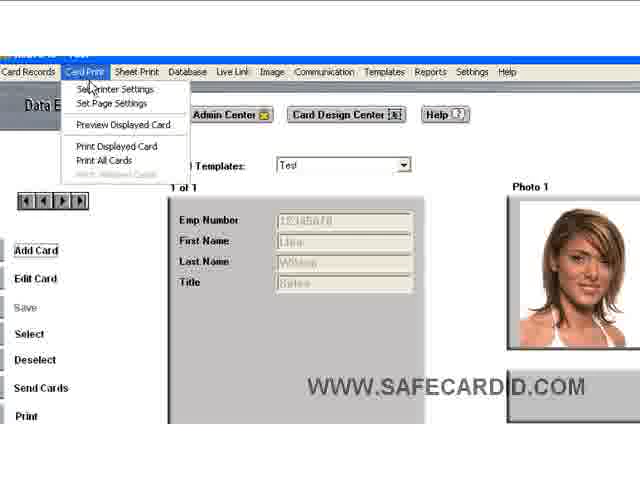 Card Records Card Print Sheet Print Database Live Link Image Communication Templates Reports Settings Help
Set Printer Settings
Set Page Settings
Data E
Admin Center
Card Design Center
Help
Preview Displayed Card
Print Displayed Card
Print All Cards
Templates:
Test
1 of 1
Photo 1
Emp Number 12345678
First Name Lisa
Last Name
Title Sales
Add Card
Edit Card
Save
Select
Deselect
Send Cards
Print
WWW.SAFECARDID.COM